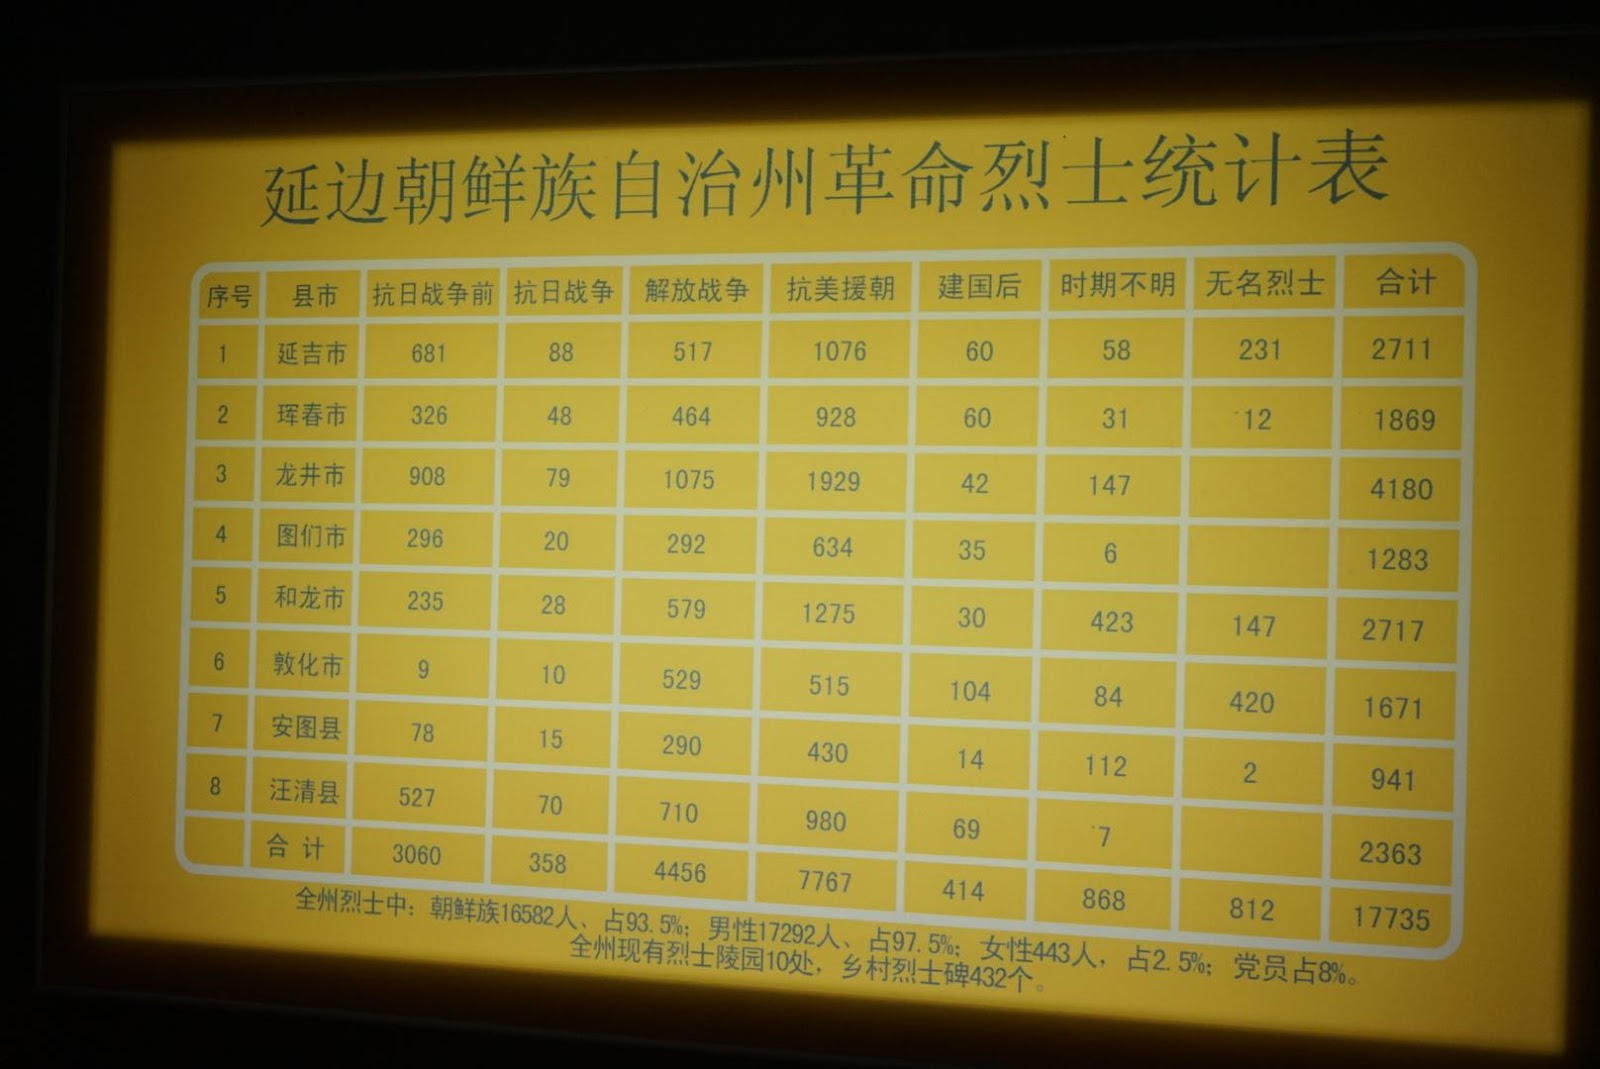 延边朝鲜族自治州革命烈士统计表
序号 县市 抗日战争前 抗日战争 解放战争 抗美援朝 建国后 时期不明 无名烈士 合计
1 延吉市 681 88 517 1076 60 58 231 2711
2 珲春市 326 48 464 928 60 31 12 1869
3 龙井市 908 79 1075 1929 42 147 4180
4 图们市 296 20 292 634 35 6 1283
5 和龙市 235 28 579 1275 30 423 147 2717
6 敦化市 9 10 529 515 104 84 420 1671
7 安图县 78 15 290 430 14 112 2 941
8 汪清县 527 70 710 980 69 7 2363
合 计 3060 358 4456 7767 414 868 812 17735
全州烈士中：朝鲜族16582人、占93.5%；男性17292人、占97.5%；女性443人，占2.5%；党员占8%。
全州现有烈士陵园10处，乡村烈士碑432个。